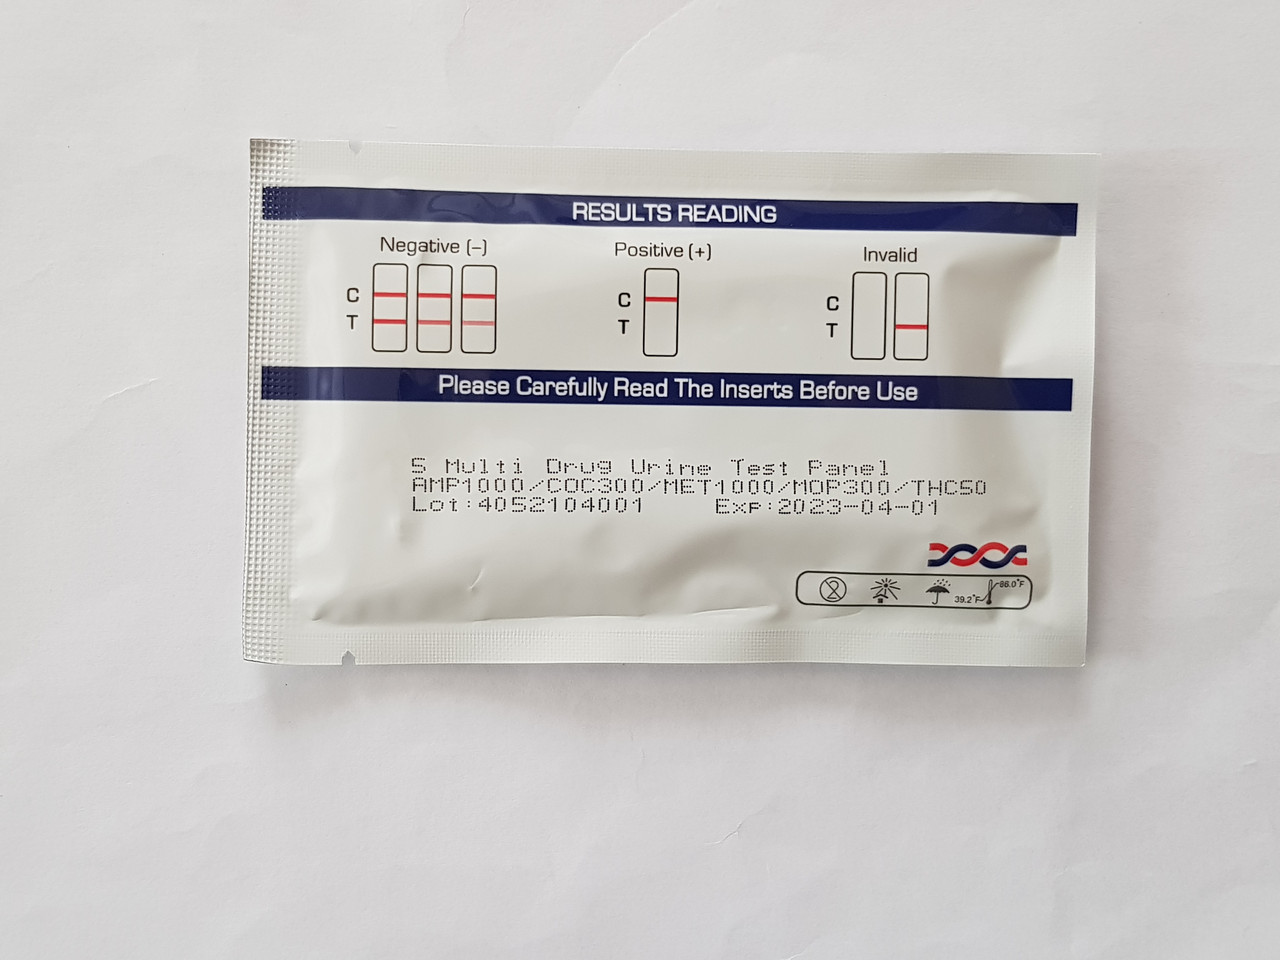 RESULTS READING
Negative (-) Positive (+) Invalid
C C C
T T T
Please Carefully Read The Inserts Before Use
5 Multi Drug Urine Test Panel
AMP1000/COC300/MET1000/MOP300/THC50
Lot:4052104001 Exp:2023-04-01
2
39.2°F 86.0°F